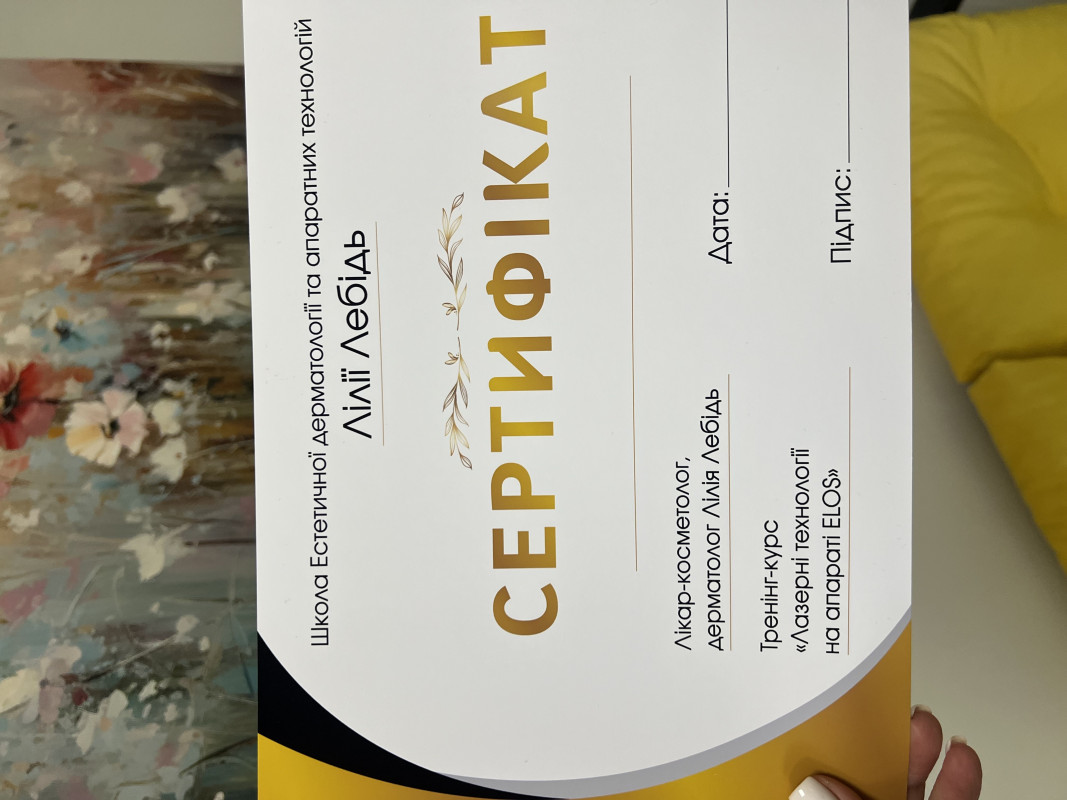 Школа Естетичної дерматології та апаратних технологій
Лілії Лебідь
СЕРТИФІКАТ
Лікар-косметолог,
дерматолог Лілія Лебідь
Дата:
Тренінг-курс
«Лазерні технології
на апараті ELOS»
Підпис: